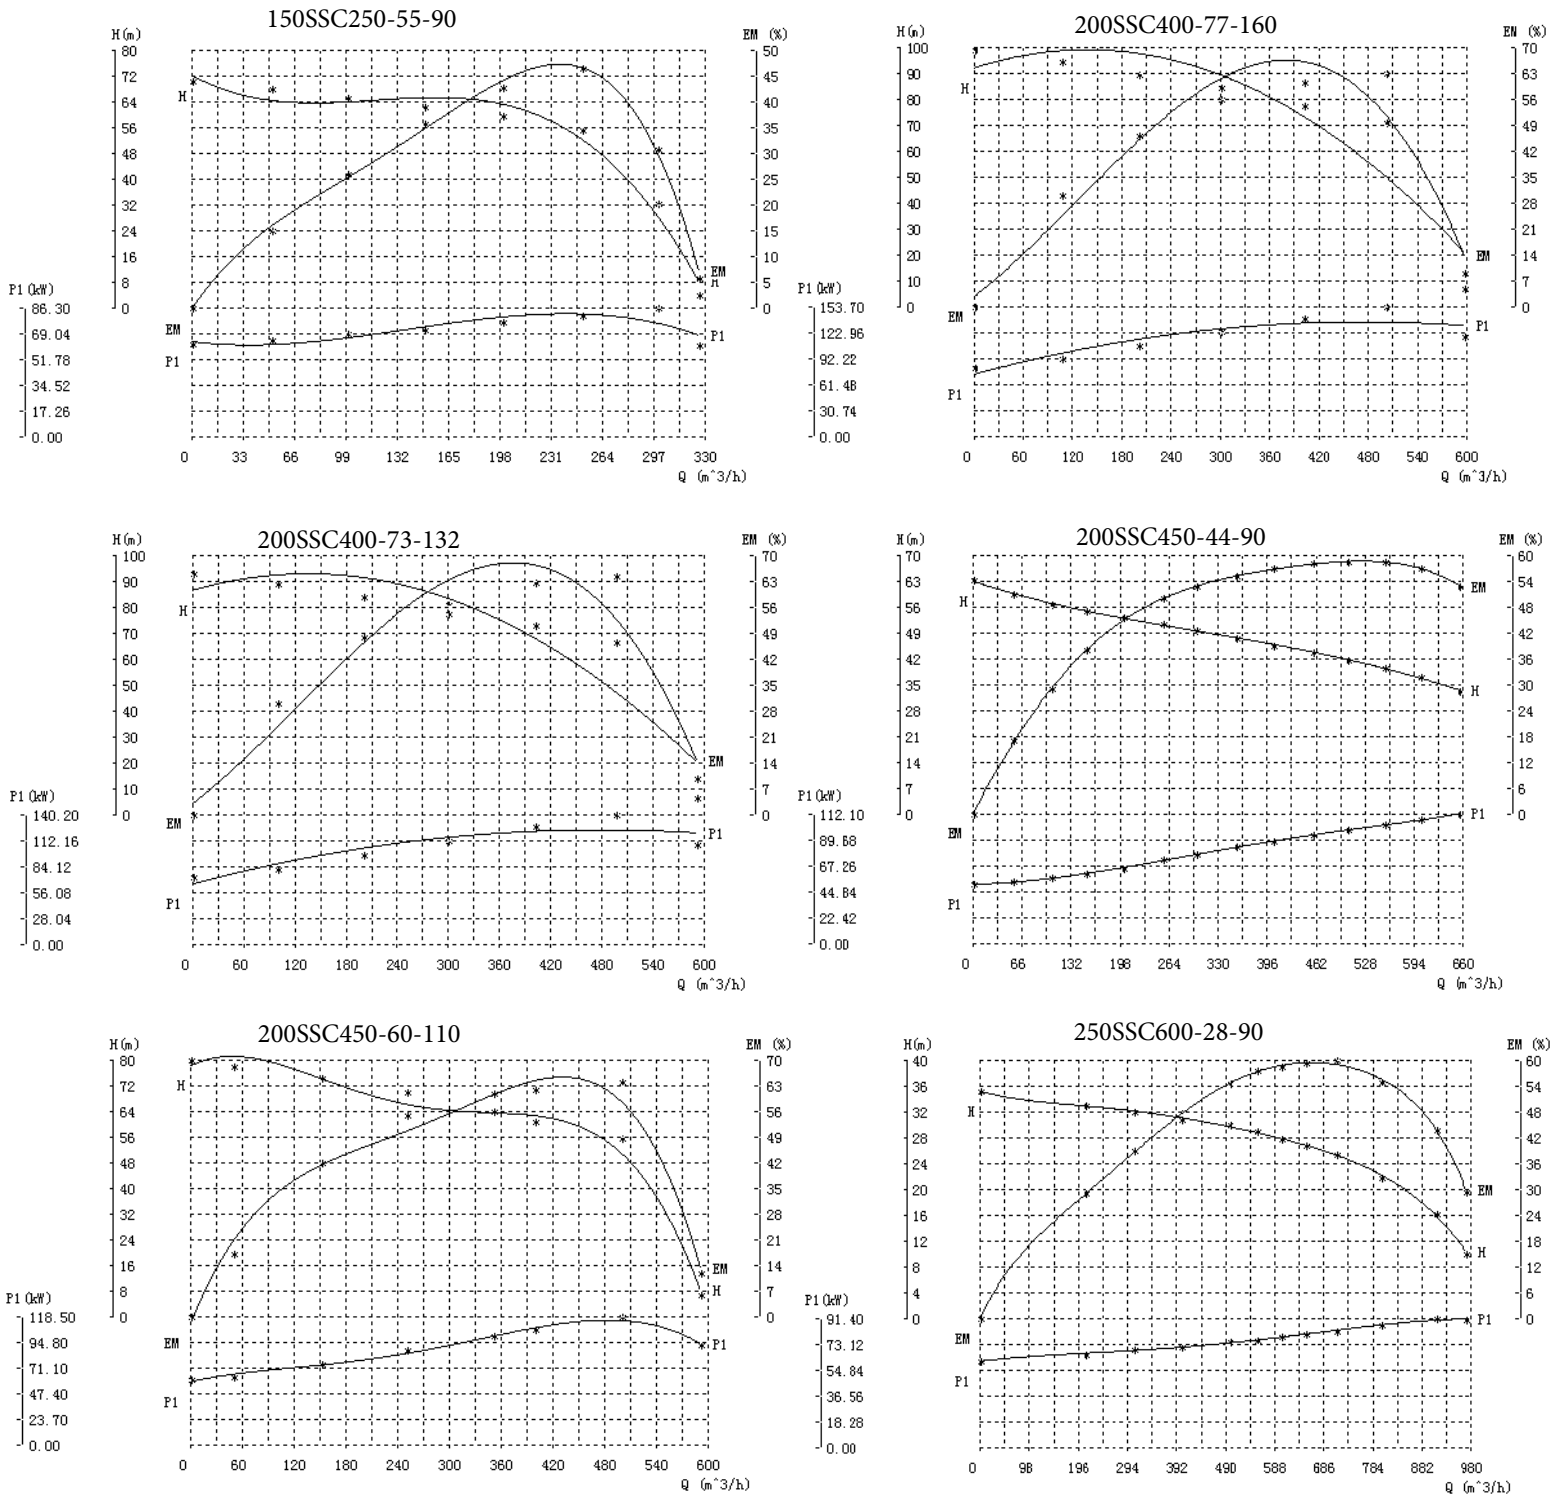 150SSC250-55-90
H(m)
EM (%)
80
72
64
56
48
40
32
24
16
8
0
50
45
40
35
30
25
20
15
10
5
0
H
EM
H
P1(kW)
86.30
69.04
51.78
34.52
17.26
0.00
EM
P1
P1
0 33 66 99 132 165 198 231 264 297 330
Q (m^3/h)
200SSC400-77-160
H(m)
EM (%)
100
90
80
70
60
50
40
30
20
10
0
70
63
56
49
42
35
28
21
14
7
0
H
EM
P1(kW)
153.70
122.96
92.22
61.48
30.74
0.00
EM
P1
P1
0 60 120 180 240 300 360 420 480 540 600
Q (m^3/h)
200SSC400-73-132
H(m)
EM (%)
100
90
80
70
60
50
40
30
20
10
0
70
63
56
49
42
35
28
21
14
7
0
H
EM
P1(kW)
140.20
112.16
84.12
56.08
28.04
0.00
EM
P1
P1
0 60 120 180 240 300 360 420 480 540 600
Q (m^3/h)
200SSC450-44-90
H(m)
EM (%)
70
63
56
49
42
35
28
21
14
7
0
60
54
48
42
36
30
24
18
12
6
0
H
EM
H
P1(kW)
112.10
89.68
67.26
44.84
22.42
0.00
EM
P1
P1
0 66 132 198 264 330 396 462 528 594 660
Q (m^3/h)
200SSC450-60-110
H(m)
EM (%)
80
72
64
56
48
40
32
24
16
8
0
70
63
56
49
42
35
28
21
14
7
0
H
EM
H
P1(kW)
118.50
94.80
71.10
47.40
23.70
0.00
EM
P1
P1
0 60 120 180 240 300 360 420 480 540 600
Q (m^3/h)
250SSC600-28-90
H(m)
EM (%)
40
36
32
28
24
20
16
12
8
4
0
60
54
48
42
36
30
24
18
12
6
0
H
EM
H
P1(kW)
91.40
73.12
54.84
36.56
18.28
0.00
EM
P1
P1
0 98 196 294 392 490 588 686 784 882 980
Q (m^3/h)